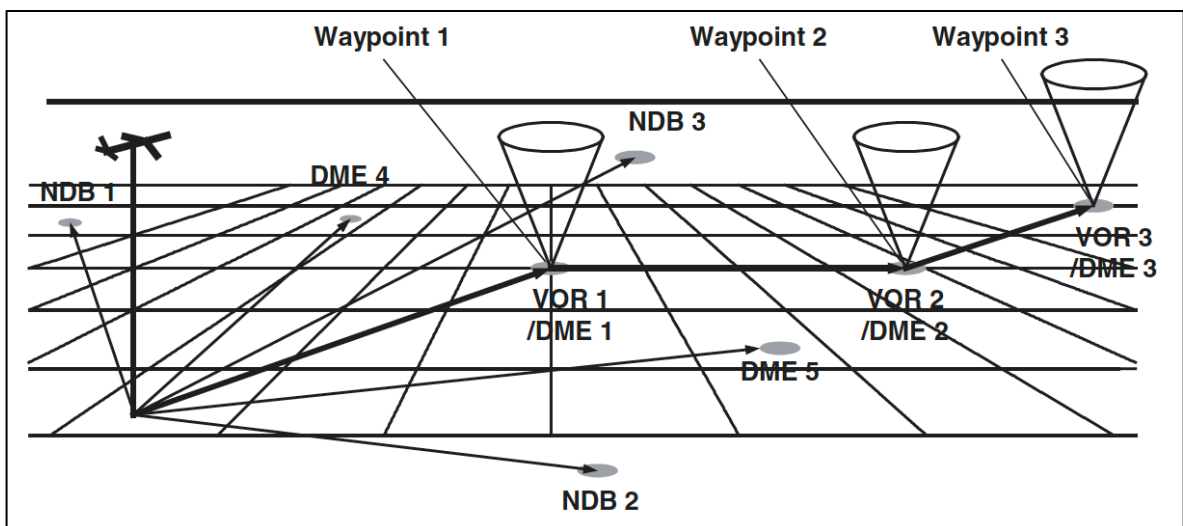 Waypoint 1
Waypoint 2
Waypoint 3
NDB 3
DME 4
NDB 1
VOR 3
/DME 3
VOR 1
/DME 1
VOR 2
/DME 2
DME 5
NDB 2